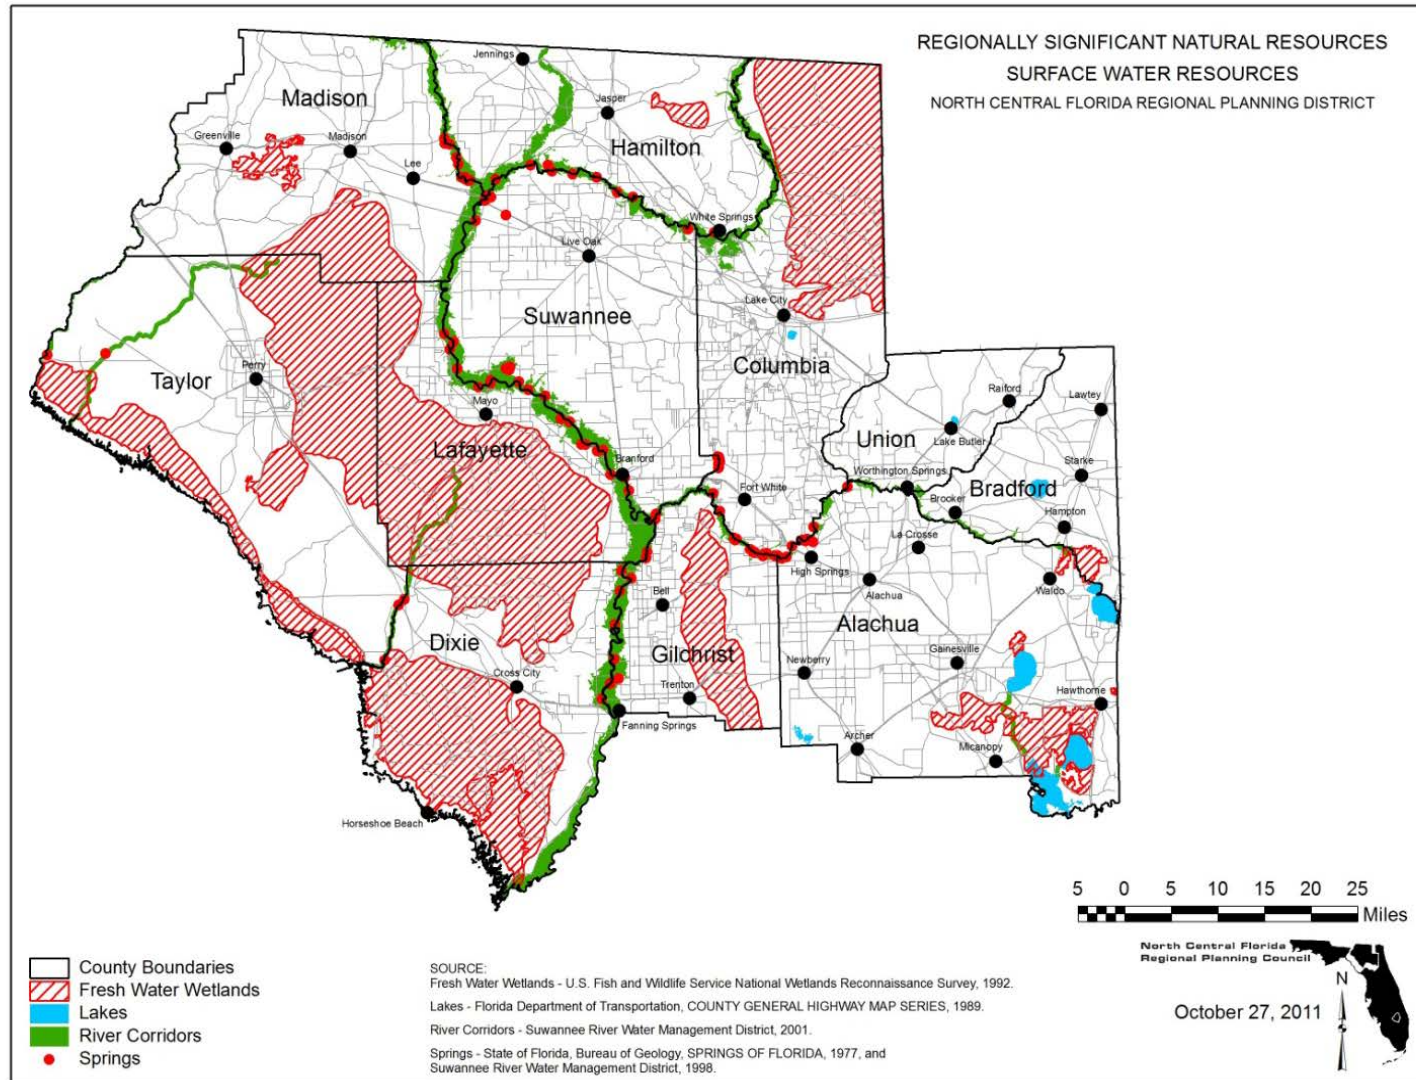 REGIONALLY SIGNIFICANT NATURAL RESOURCES
SURFACE WATER RESOURCES
NORTH CENTRAL FLORIDA REGIONAL PLANNING DISTRICT
Jennings
Madison
Jasper
Greenville
Madison
Hamilton
Lee
White Springs
Live Oak
Lake City
Suwannee
Columbia
Perry
Taylor
Mayo
Raiford
Lawtey
Union
Lake Butler
Lafayette
Branford
Worthington Springs
Starke
Fort White
Brooker
Bradford
Hampton
La Crosse
High Springs
Waldo
Bell
Alachua
Alachua
Dixie
Gilchrist
Gainesville
Newberry
Cross City
Trenton
Hawthorne
Fanning Springs
Archer
Micanopy
Horseshoe Beach
5 0 5 10 15 20 25
Miles
North Central Florida
Regional Planning Council
N
October 27, 2011
County Boundaries
Fresh Water Wetlands
Lakes
River Corridors
Springs
SOURCE:
Fresh Water Wetlands - U.S. Fish and Wildlife Service National Wetlands Reconnaissance Survey, 1992.
Lakes - Florida Department of Transportation, COUNTY GENERAL HIGHWAY MAP SERIES, 1989.
River Corridors - Suwannee River Water Management District, 2001.
Springs - State of Florida, Bureau of Geology, SPRINGS OF FLORIDA, 1977, and
Suwannee River Water Management District, 1998.